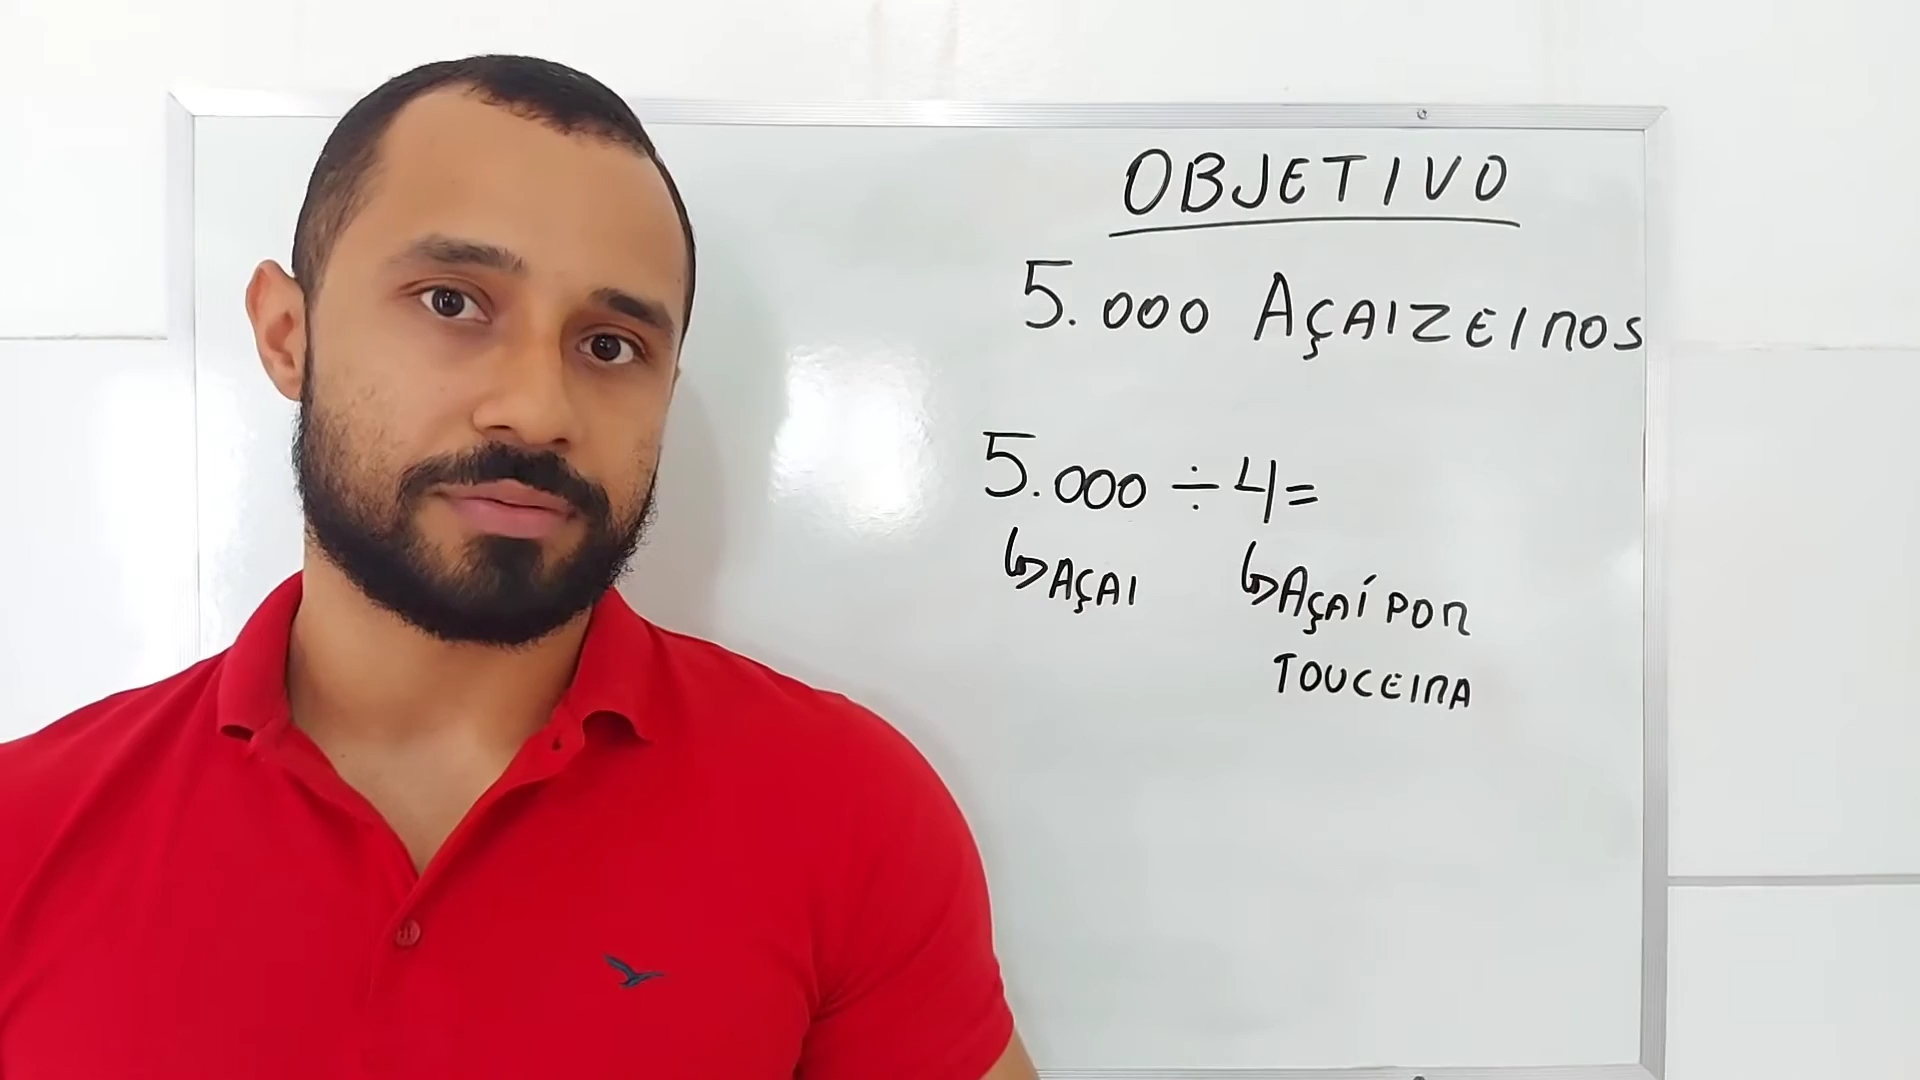 OBJETIVO
5.000 AÇAIZEIROS
5.000 ÷ 4 =
↳ AÇAI ↳ AÇAÍ POR
TOUCEIRA